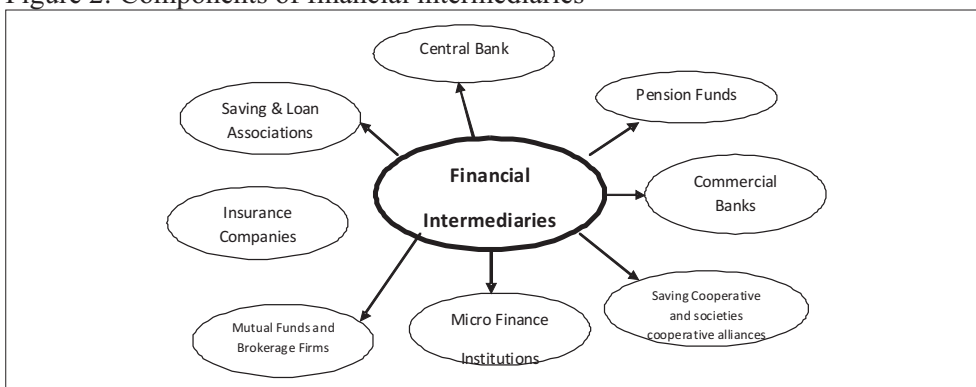 Figure 2: Components of financial intermediaries
Central Bank
Pension Funds
Saving & Loan
Associations
Financial
Intermediaries
Commercial
Banks
Insurance
Companies
Saving Cooperative
and societies
cooperative alliances
Mutual Funds and
Brokerage Firms
Micro Finance
Institutions